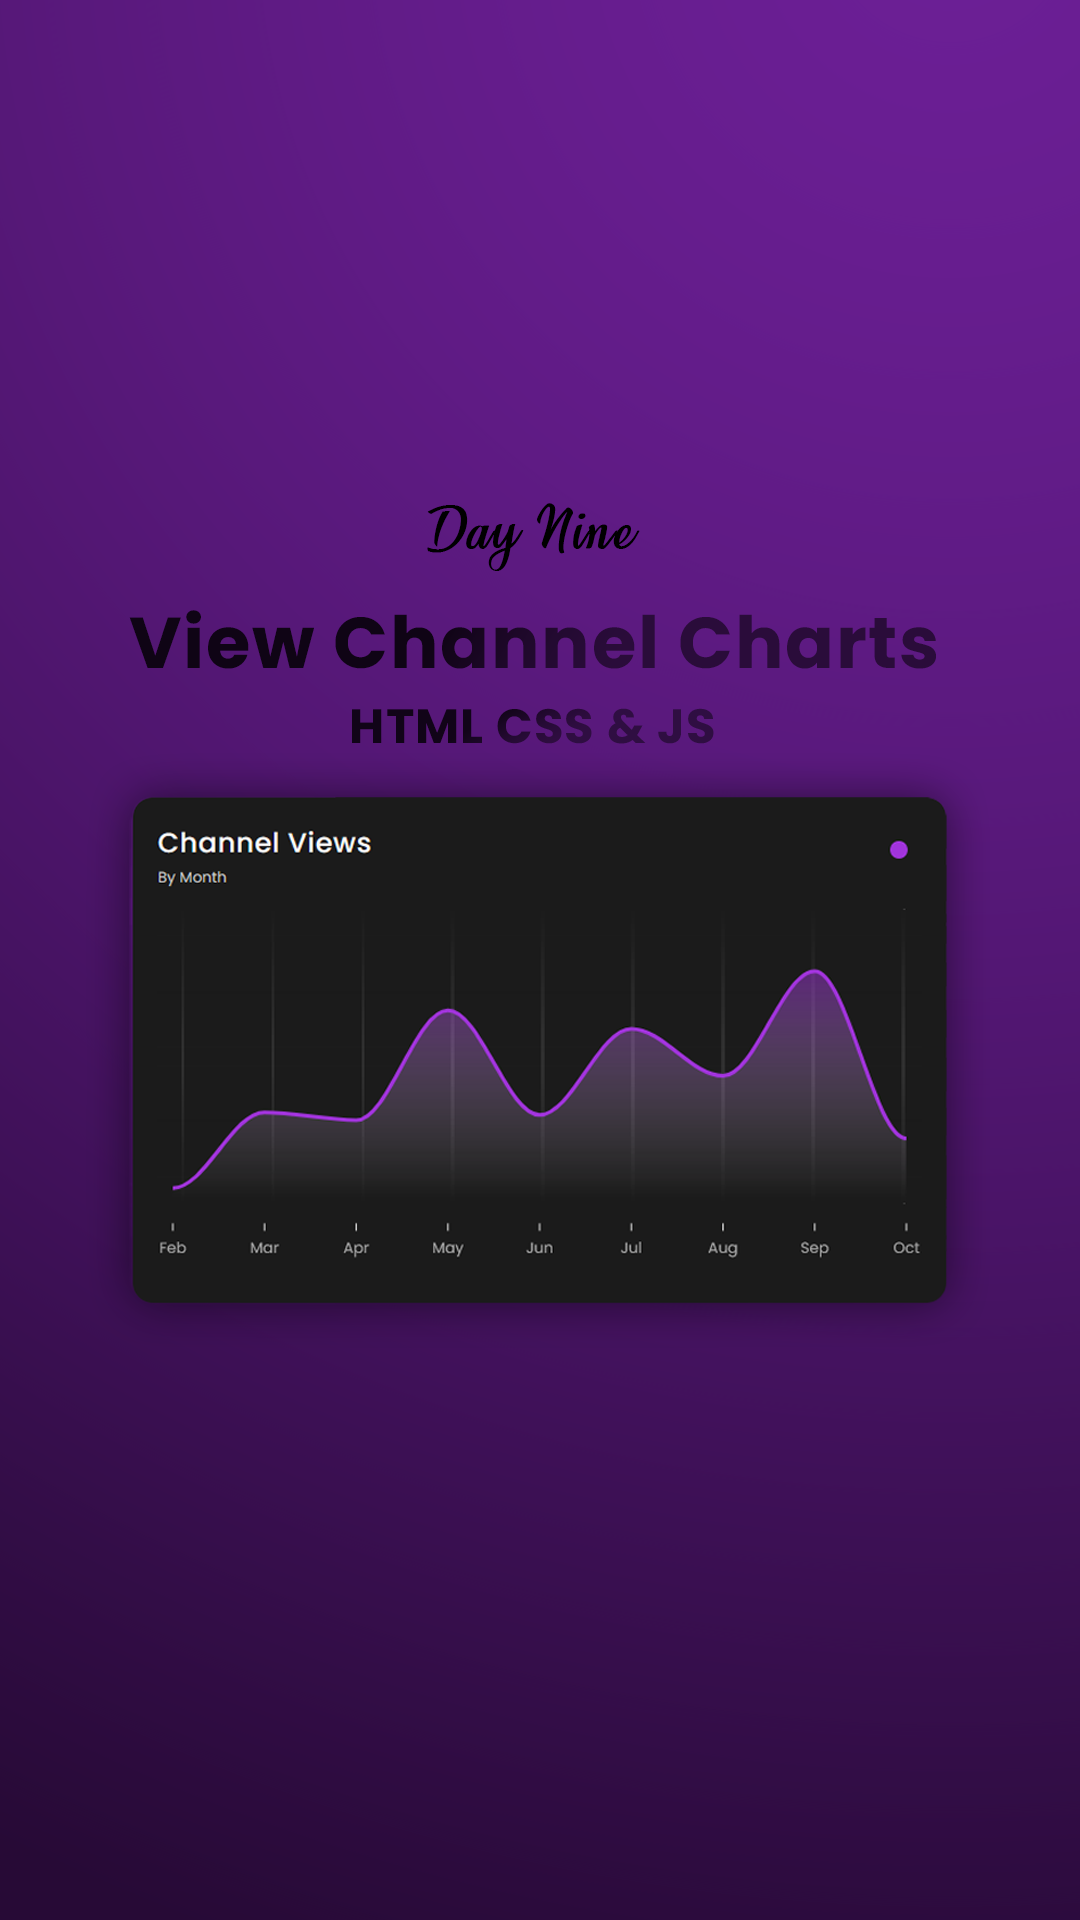 Day Nine
View Channel Charts
HTML CSS & JS
Channel Views
By Month
Feb Mar Apr May Jun Jul Aug Sep Oct